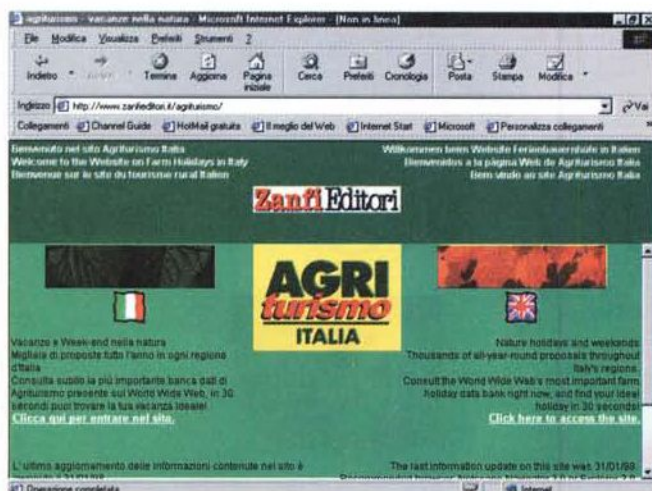 agriturismo - vacanze nella natura - Microsoft Internet Explorer - [Non in linea]
File Modifica Visualizza Preferiti Strumenti ?
Indietro Termina Aggiorna Pagina iniziale Cerca Preferiti Cronologia Posta Stampa Modifica
Indirizzo http://www.zanfieditori.it/agriturismo/ Vai
Collegamenti Channel Guide HotMail gratuita Il meglio del Web Internet Start Microsoft Personalizza collegamenti
Benvenuto nel sito Agriturismo Italia
Welcome to the Website on Farm Holidays in Italy
Bienvenue sur le site du tourisme rural Italien
Willkommen beim Website Ferienbauernhöfe in Italien
Bienvenidos a la página Web de Agriturismo Italia
Bem vindo ao site Agriturismo Italia
Zanfi Editori
AGRI
turismo
ITALIA
Vacanze e Week-end nella natura
Migliaia di proposte tutto l'anno in ogni regione
d'Italia
Consulta subito la più importante banca dati di
Agriturismo presente sul World Wide Web, in 30
secondi puoi trovare la tua vacanza ideale!
Clicca qui per entrare nel sito.
Nature holidays and weekends
Thousands of all-year-round proposals throughout
Italy's regions.
Consult the World Wide Web's most important farm
holiday data bank right now, and find your ideal
holiday in 30 seconds!
Click here to access the site.
L'ultimo aggiornamento delle informazioni contenute nel sito è
The last information update on this site was 31/01/99.
Operazione completata
Internet